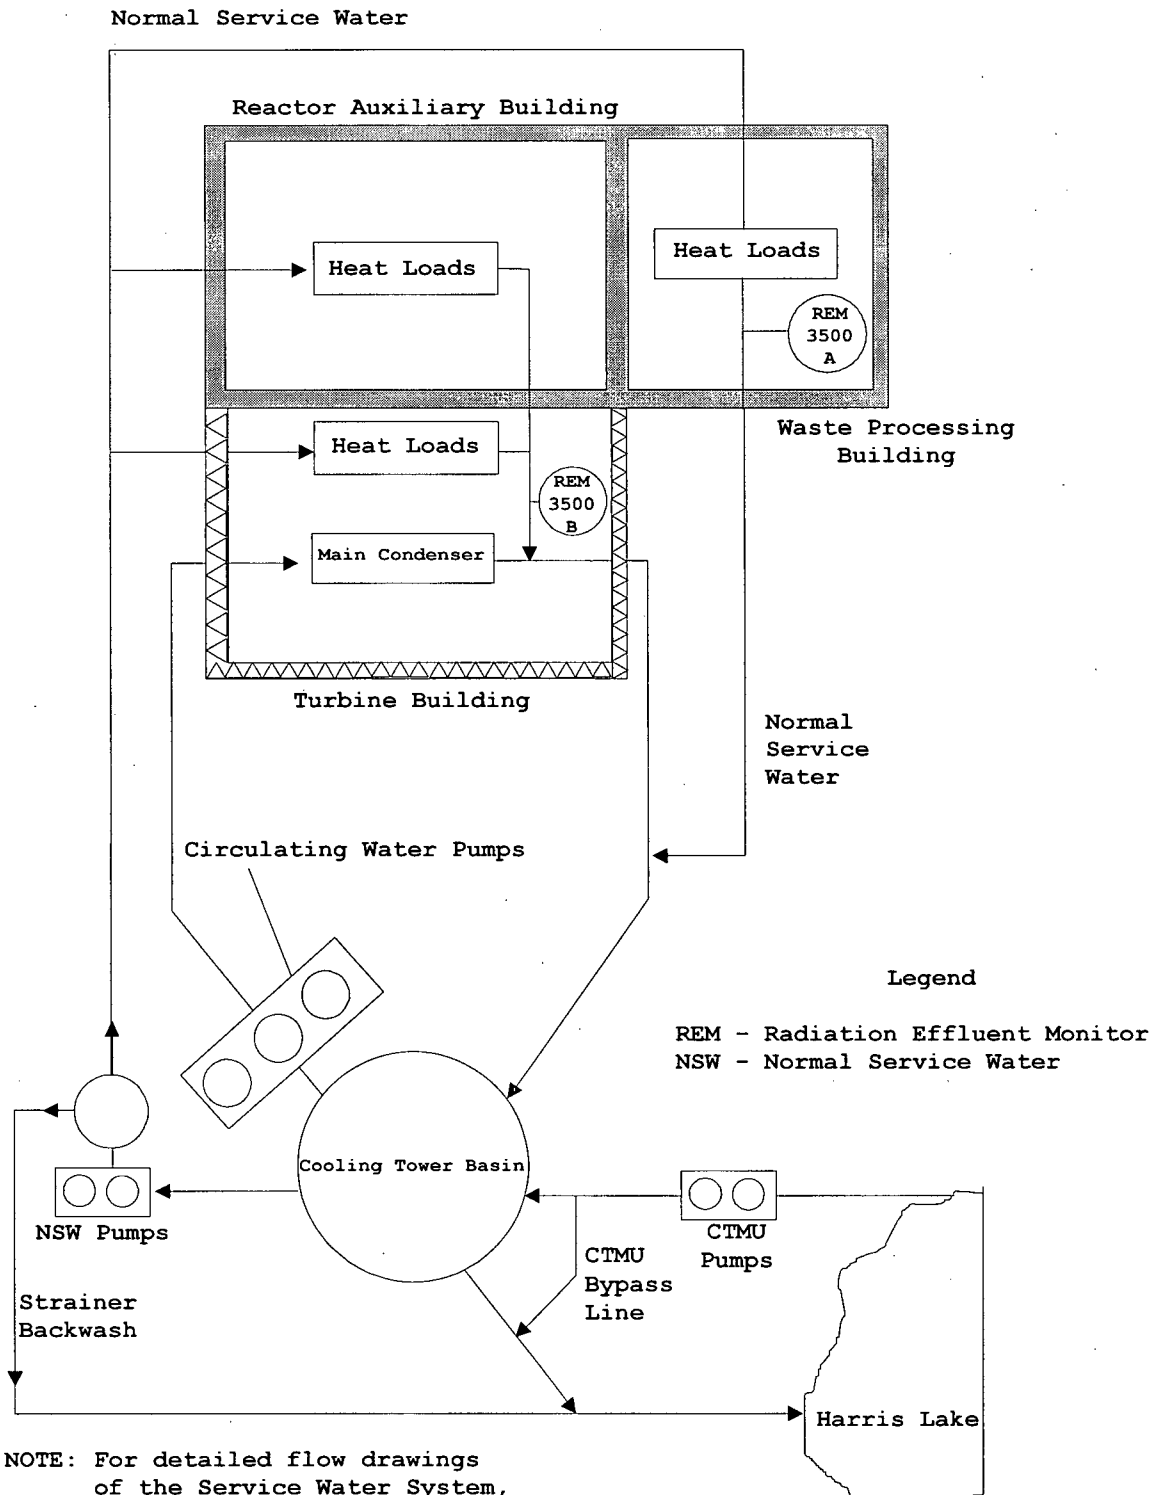 Normal Service Water
Reactor Auxiliary Building
Heat Loads
Heat Loads
REM
3500
A
Waste Processing
Building
Heat Loads
REM
3500
B
Main Condenser
Turbine Building
Normal
Service
Water
Circulating Water Pumps
Legend
REM - Radiation Effluent Monitor
NSW - Normal Service Water
Cooling Tower Basin
NSW Pumps
CTMU
Pumps
CTMU
Bypass
Line
Strainer
Backwash
Harris Lake
NOTE: For detailed flow drawings
of the Service Water System,